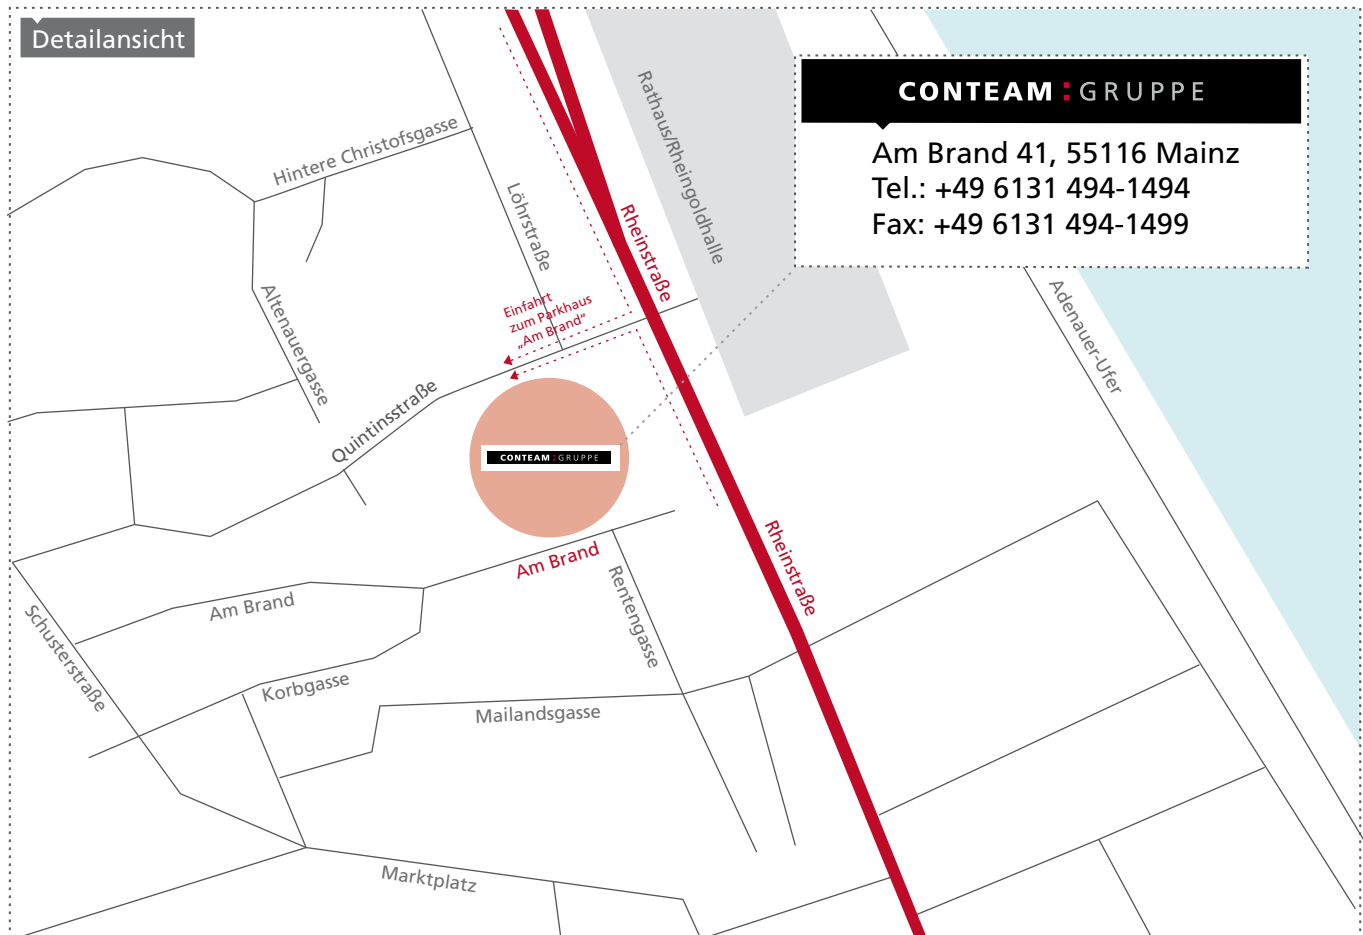 Detailansicht
CONTEAM:GRUPPE
Am Brand 41, 55116 Mainz
Tel.: +49 6131 494-1494
Fax: +49 6131 494-1499
Hintere Christofsgasse
Löhrstraße
Rathaus/Rheingoldhalle
Rheinstraße
Adenauer-Ufer
Altenauergasse
Einfahrt
zum Parkhaus
„Am Brand“
Quintinsstraße
CONTEAM:GRUPPE
Rheinstraße
Am Brand
Rentengasse
Am Brand
Schusterstraße
Korbgasse
Mailandsgasse
Marktplatz